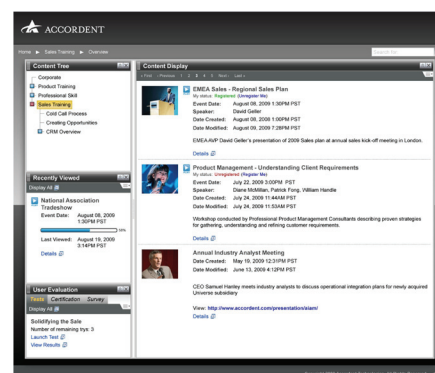 ACCORDENT
Home ▶ Sales Training ▶ Overview
Content Tree
Corporate
Product Training
Professional Skill
Sales Training
Cold Call Process
Creating Opportunities
CRM Overview
Recently Viewed
Display All
National Association
Tradeshow
Event Date: August 08, 2009
1:30PM PST
Last Viewed: August 19, 2009
3:14PM PST
Details
User Evaluation
Tests Certification Survey
Display All
Solidifying the Sale
Number of remaining trys: 3
Launch Test
View Results
Content Display
‹ First ‹ Previous 1 2 3 4 5 Next › Last ›
EMEA Sales - Regional Sales Plan
My status: Registered (Unregister Me)
Event Date: August 08, 2009 1:30PM PST
Speaker: David Geller
Date Created: August 08, 2008 1:00PM PST
Date Modified: August 09, 2009 7:28PM PST
EMEA AVP David Geller's presentation of 2009 Sales plan at annual sales kick-off meeting in London.
Details
Product Management - Understanding Client Requirements
My status: Unregistered (Register Me)
Event Date: July 22, 2009 3:00PM PST
Speaker: Diane McMillan, Patrick Fong, William Handle
Date Created: July 24, 2009 11:44AM PST
Date Modified: July 24, 2009 11:53AM PST
Workshop conducted by Professional Product Management Consultants describing proven strategies
for gathering, understanding and refining customer requirements.
Details
Annual Industry Analyst Meeting
Date Created: May 19, 2009 12:31PM PST
Date Modified: June 13, 2009 4:12PM PST
CEO Samuel Hanley meets industry analysts to discuss operational integration plans for newly acquired
Universe subsidiary
View: http://www.accordent.com/presentation/siam/
Details